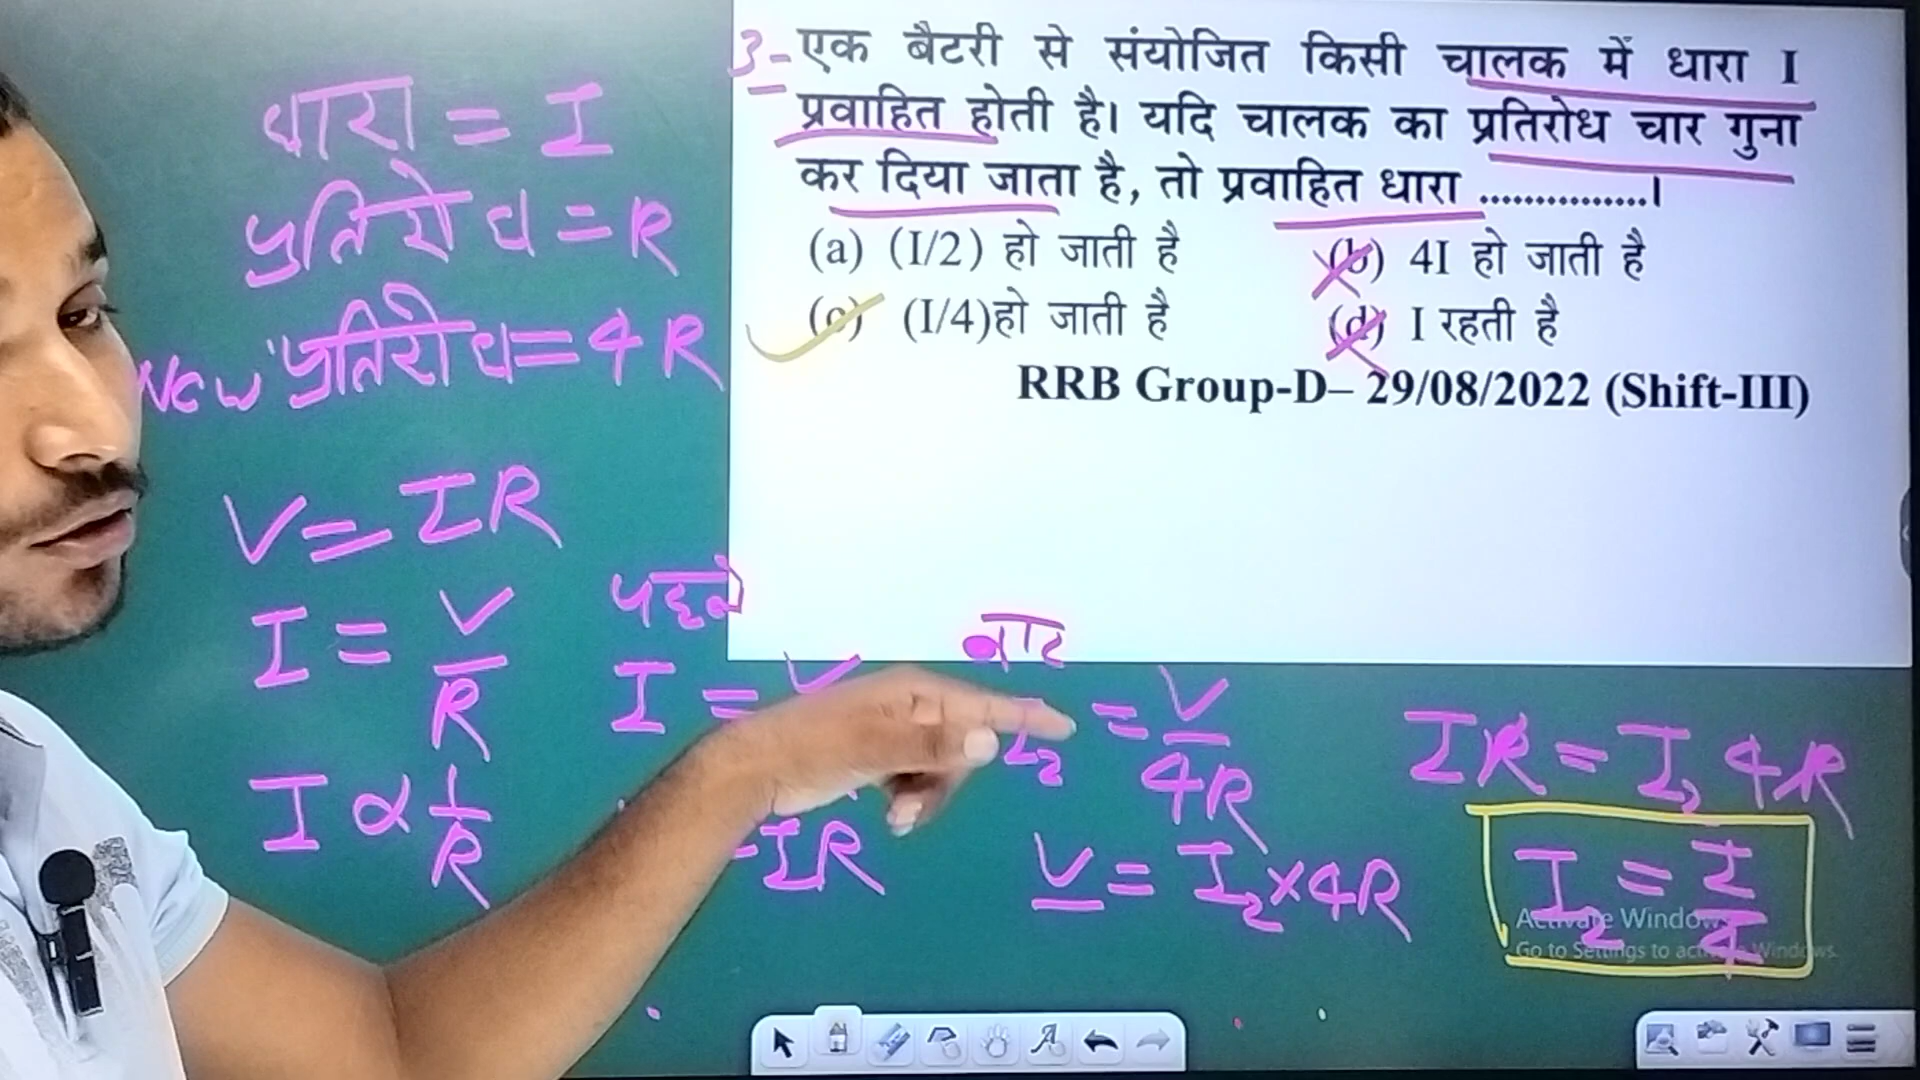 3- एक बैटरी से संयोजित किसी चालक में धारा I
प्रवाहित होती है। यदि चालक का प्रतिरोध चार गुना
कर दिया जाता है, तो प्रवाहित धारा ...............।
(a) (I/2) हो जाती है (b) 4I हो जाती है
(c) (I/4)हो जाती है (d) I रहती है
RRB Group-D– 29/08/2022 (Shift-III)
धारा = I
प्रतिरोध = R
New प्रतिरोध = 4R
V = IR
I = V/R
I ∝ 1/R
पहले
I = V
= IR
बाद
I₂ = V/4R
V = I₂×4R
IR = I₂ 4R
I₂ = I/4
Activate Windows
Go to Settings to activate Windows.